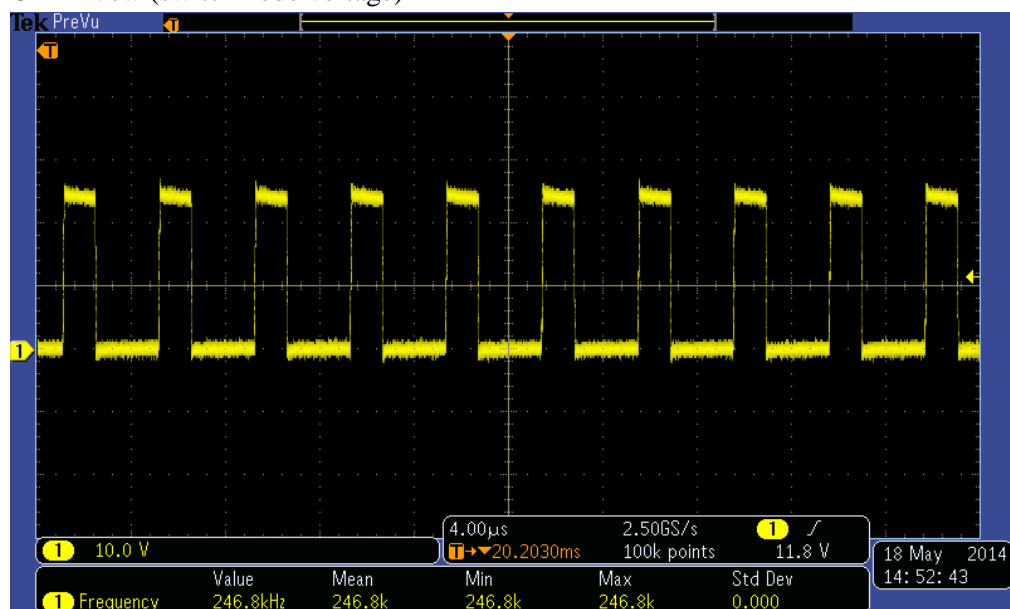 Tek PreVu
1 10.0 V
4.00μs 2.50GS/s 1
T→▼20.2030ms 100k points 11.8 V
18 May 2014
14:52:43
Value Mean Min Max Std Dev
1 Frequency 246.8kHz 246.8k 246.8k 246.8k 0.000